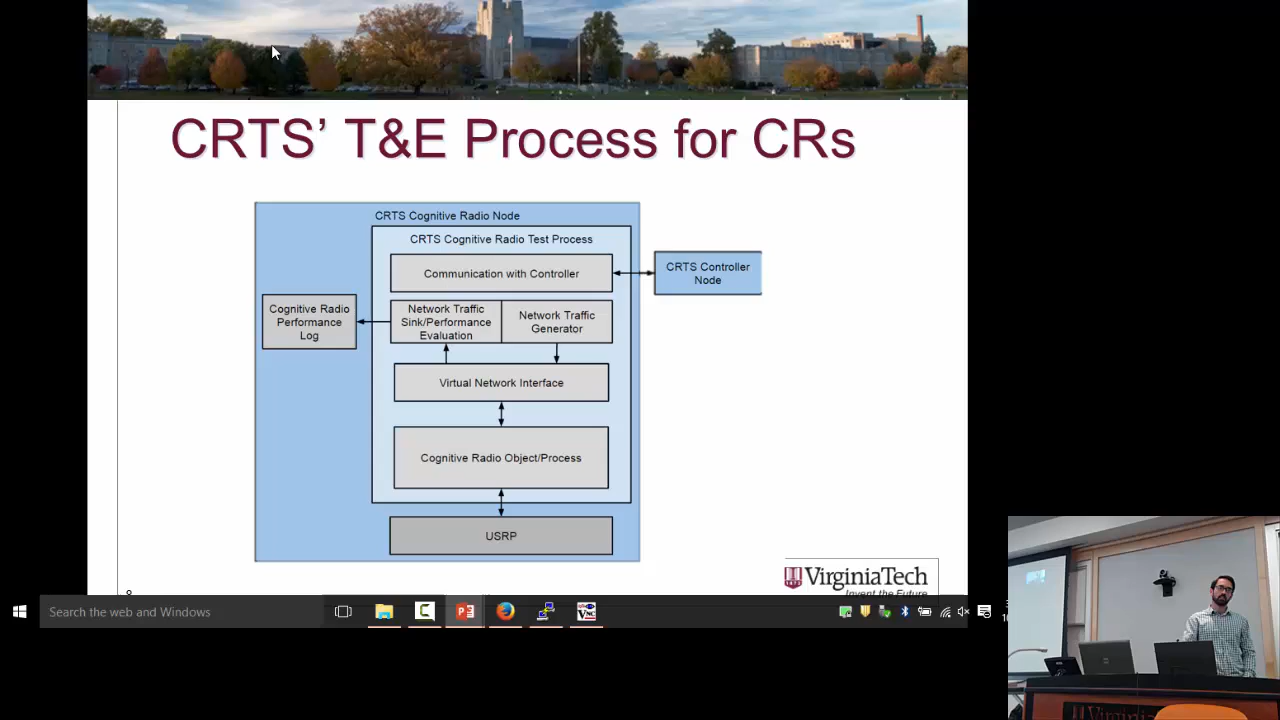 CRTS’ T&E Process for CRs
CRTS Cognitive Radio Node
CRTS Cognitive Radio Test Process
Communication with Controller
CRTS Controller
Node
Cognitive Radio
Performance
Log
Network Traffic
Sink/Performance
Evaluation
Network Traffic
Generator
Virtual Network Interface
Cognitive Radio Object/Process
USRP
VirginiaTech
Invent the Future
Search the web and Windows
Virginia